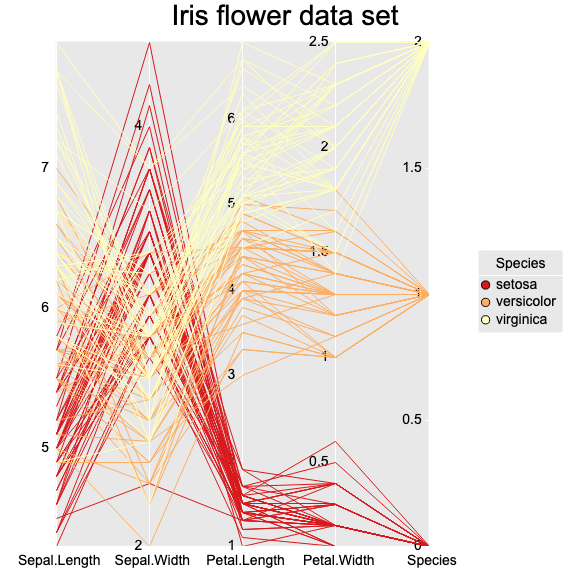 Iris flower data set
2.5
2
6
4
2
7
1.5
5
1.5
Species
setosa
versicolor
virginica
4
1
6
1
3
0.5
5
0.5
2
1
0
Sepal.Length
Sepal.Width
Petal.Length
Petal.Width
Species